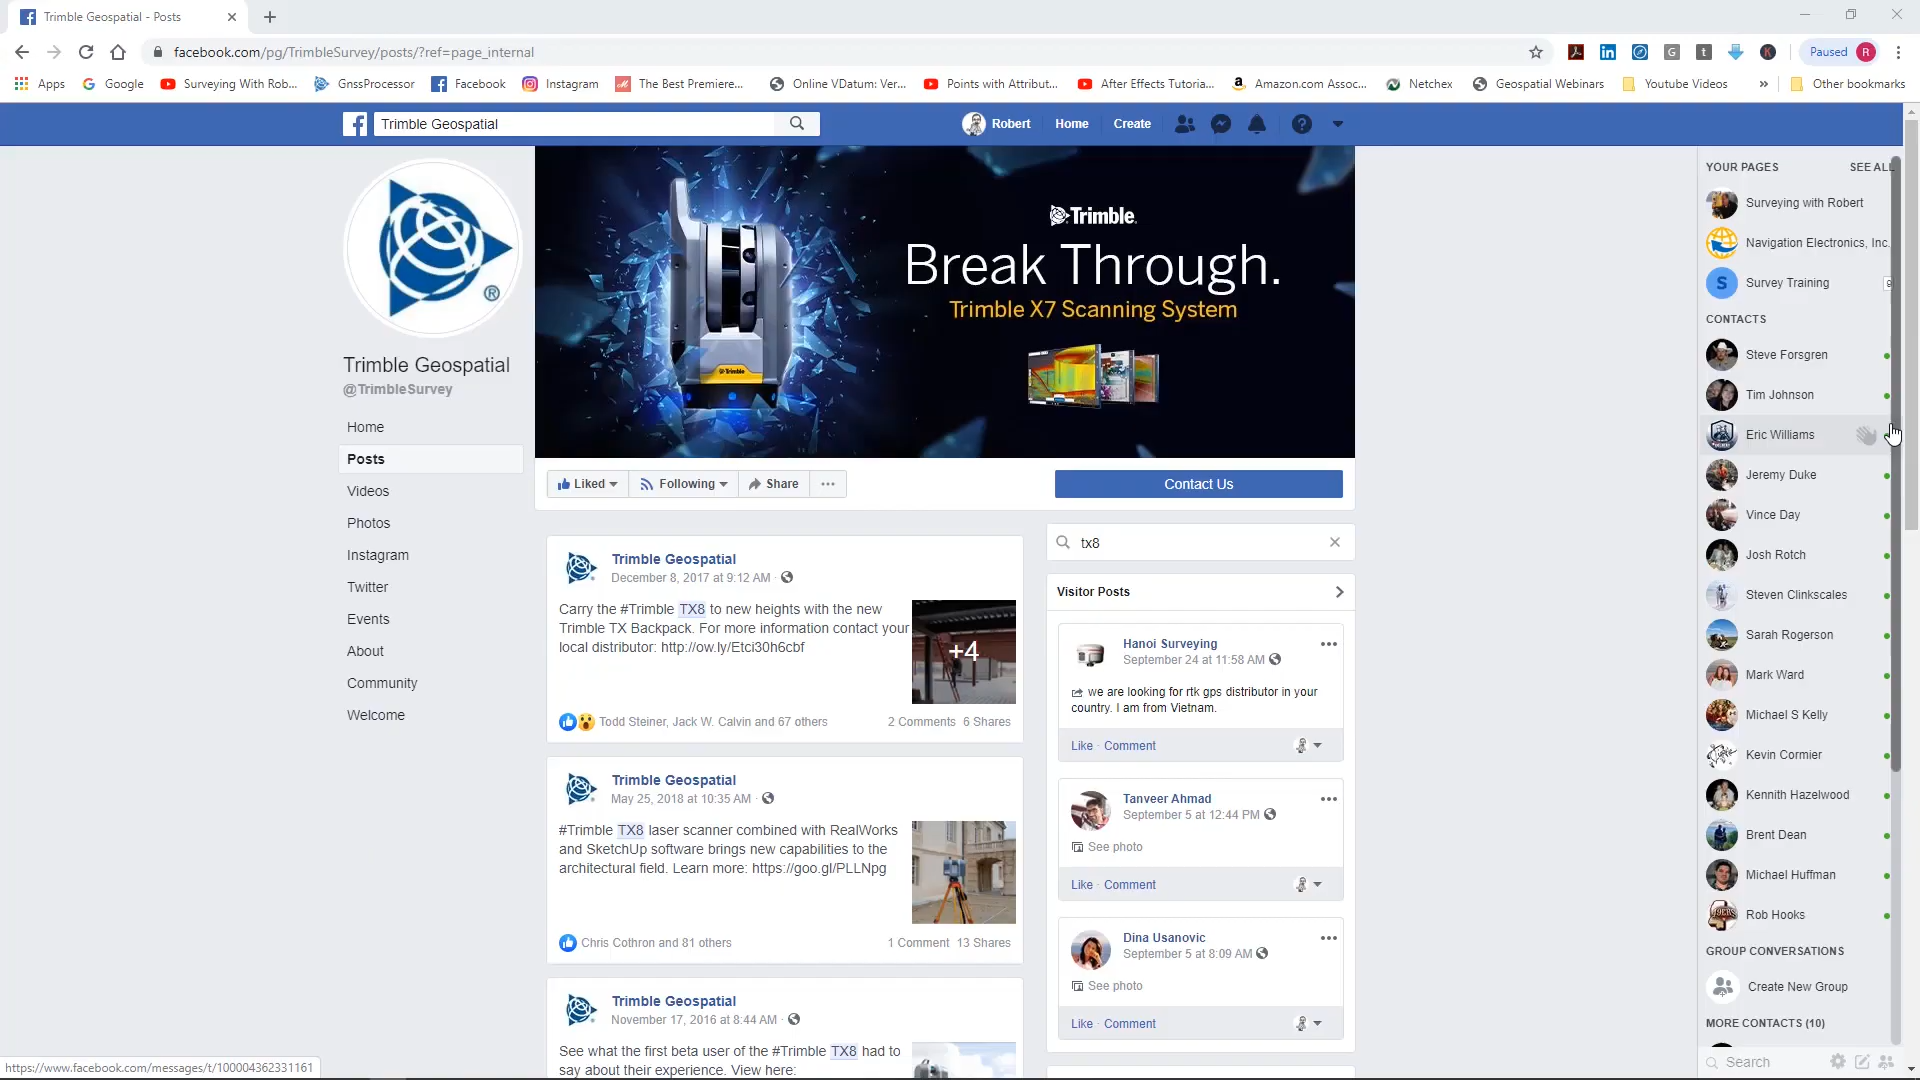 Trimble Geospatial - Posts
facebook.com/pg/TrimbleSurvey/posts/?ref=page_internal
Paused R
Apps
Google
Surveying With Rob...
GnssProcessor
Facebook
Instagram
The Best Premiere...
Online VDatum: Ver...
Points with Attribut...
After Effects Tutoria...
Amazon.com Assoc...
Netchex
Geospatial Webinars
Youtube Videos
»
Other bookmarks
Trimble Geospatial
Robert
Home
Create
Trimble Geospatial
@TrimbleSurvey
Home
Posts
Videos
Photos
Instagram
Twitter
Events
About
Community
Welcome
Trimble.
Break Through.
Trimble X7 Scanning System
Trimble
Liked
Following
Share
Contact Us
Trimble Geospatial
December 8, 2017 at 9:12 AM ·
Carry the #Trimble TX8 to new heights with the new
Trimble TX Backpack. For more information contact your
local distributor: http://ow.ly/Etci30h6cbf
+4
Todd Steiner, Jack W. Calvin and 67 others
2 Comments 6 Shares
Trimble Geospatial
May 25, 2018 at 10:35 AM ·
#Trimble TX8 laser scanner combined with RealWorks
and SketchUp software brings new capabilities to the
architectural field. Learn more: https://goo.gl/PLLNpg
Chris Cothron and 81 others
1 Comment 13 Shares
Trimble Geospatial
November 17, 2016 at 8:44 AM ·
See what the first beta user of the #Trimble TX8 had to
say about their experience. View here:
tx8
Visitor Posts
Hanoi Surveying
September 24 at 11:58 AM
we are looking for rtk gps distributor in your
country. I am from Vietnam.
Like · Comment
Tanveer Ahmad
September 5 at 12:44 PM
See photo
Like · Comment
Dina Usanovic
September 5 at 8:09 AM
See photo
Like · Comment
YOUR PAGES
SEE ALL
Surveying with Robert
Navigation Electronics, Inc.
S
Survey Training
9
CONTACTS
Steve Forsgren
Tim Johnson
Eric Williams
Jeremy Duke
Vince Day
Josh Rotch
Steven Clinkscales
Sarah Rogerson
Mark Ward
Michael S Kelly
Kevin Cormier
Kennith Hazelwood
Brent Dean
Michael Huffman
Rob Hooks
GROUP CONVERSATIONS
Create New Group
MORE CONTACTS (10)
Search
https://www.facebook.com/messages/t/100004362331161